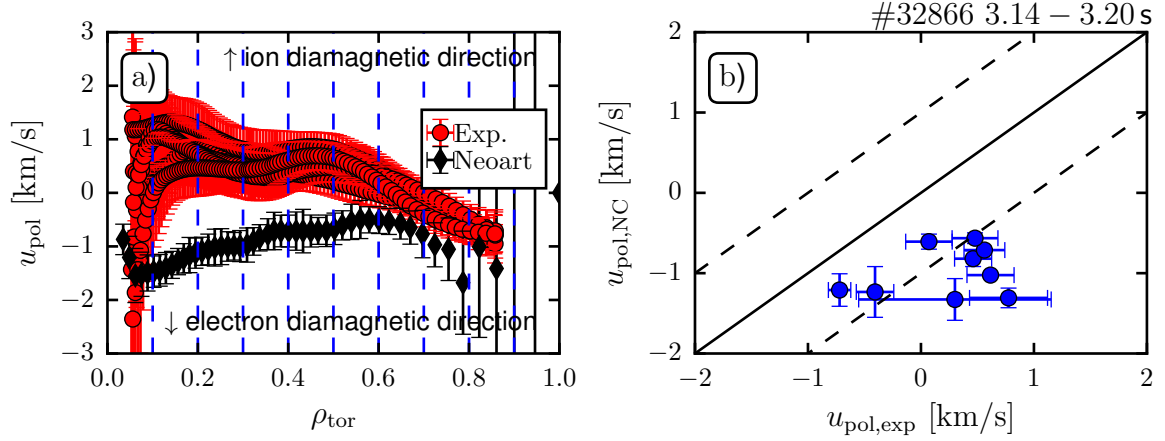 #32866 3.14 − 3.20 s
a)
↑ ion diamagnetic direction
Exp.
Neoart
↓ electron diamagnetic direction
3
2
1
0
−1
−2
−3
u_pol [km/s]
0.0 0.2 0.4 0.6 0.8 1.0
ρ_tor
b)
2
1
0
−1
−2
u_pol,NC [km/s]
−2 −1 0 1 2
u_pol,exp [km/s]